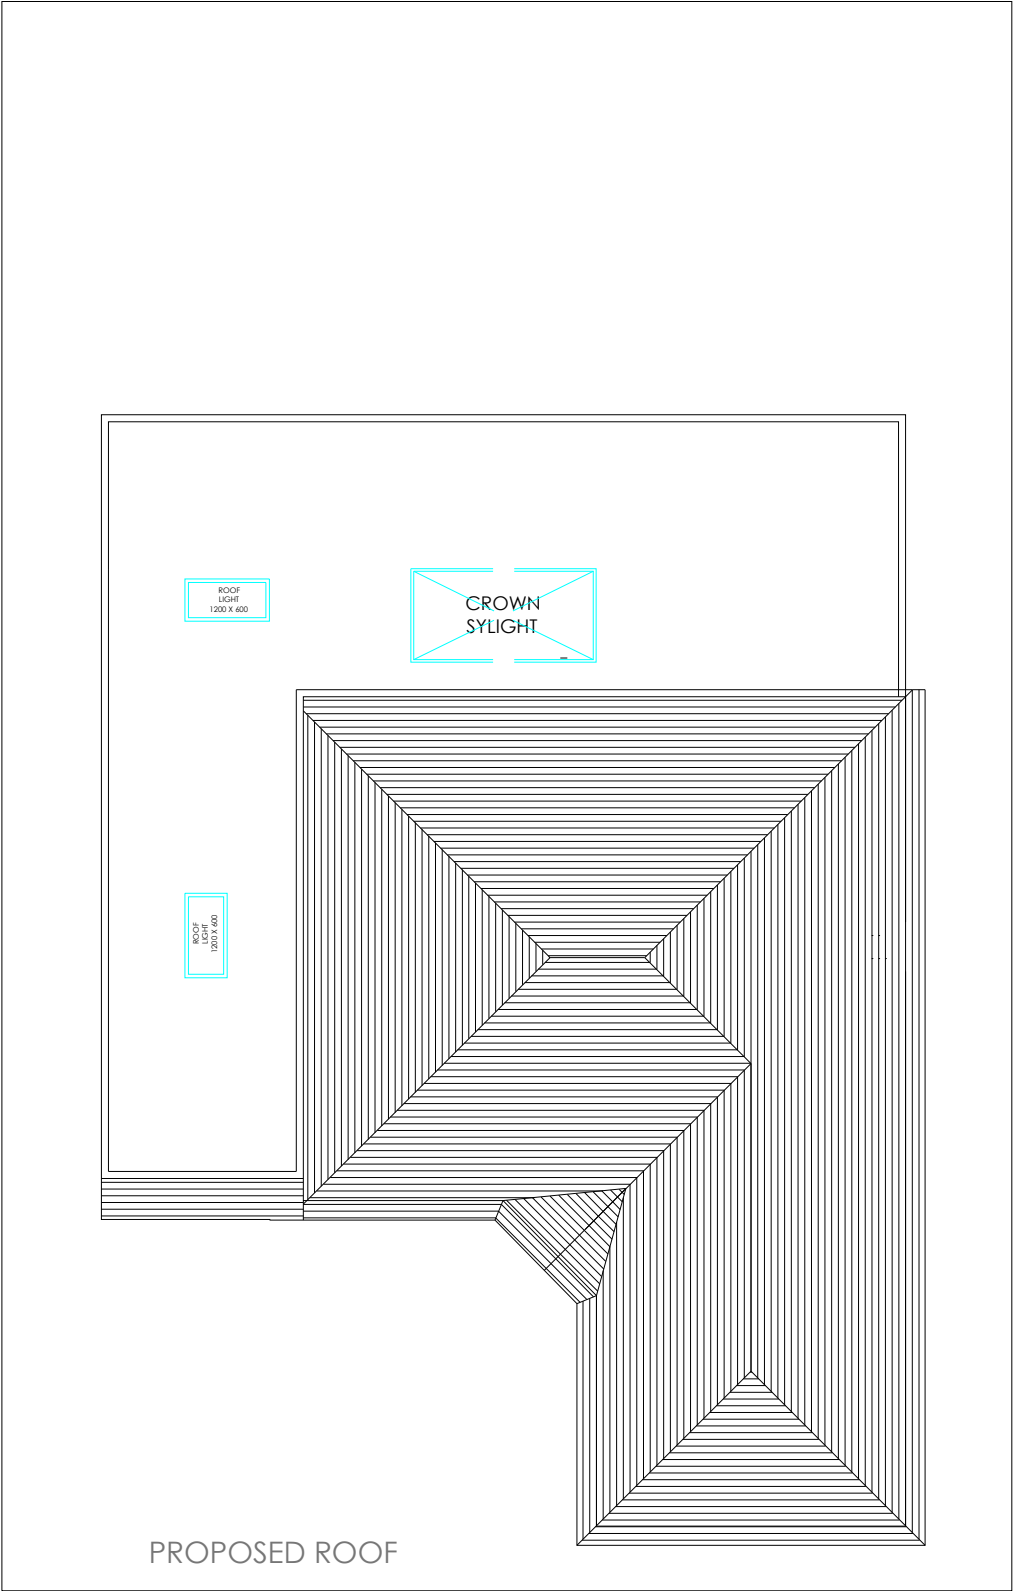 ROOF
LIGHT
1200 X 600
CROWN
SYLIGHT
ROOF
LIGHT
1200 X 600
PROPOSED ROOF